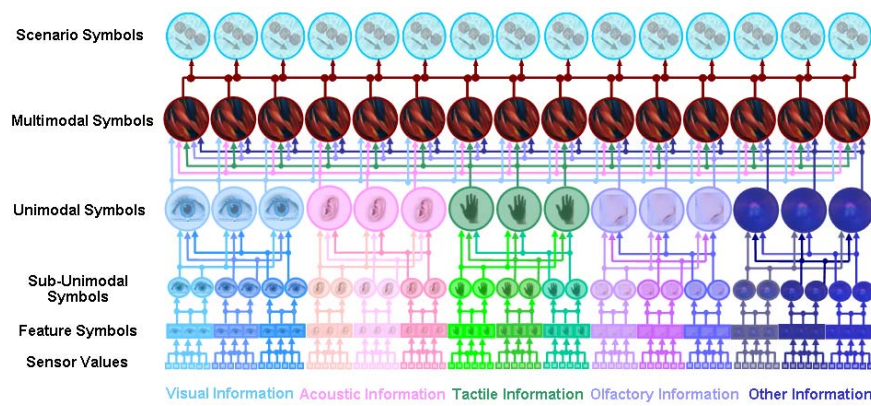 Scenario Symbols
Multimodal Symbols
Unimodal Symbols
Sub-Unimodal
Symbols
Feature Symbols
Sensor Values
Visual Information Acoustic Information Tactile Information Olfactory Information Other Information